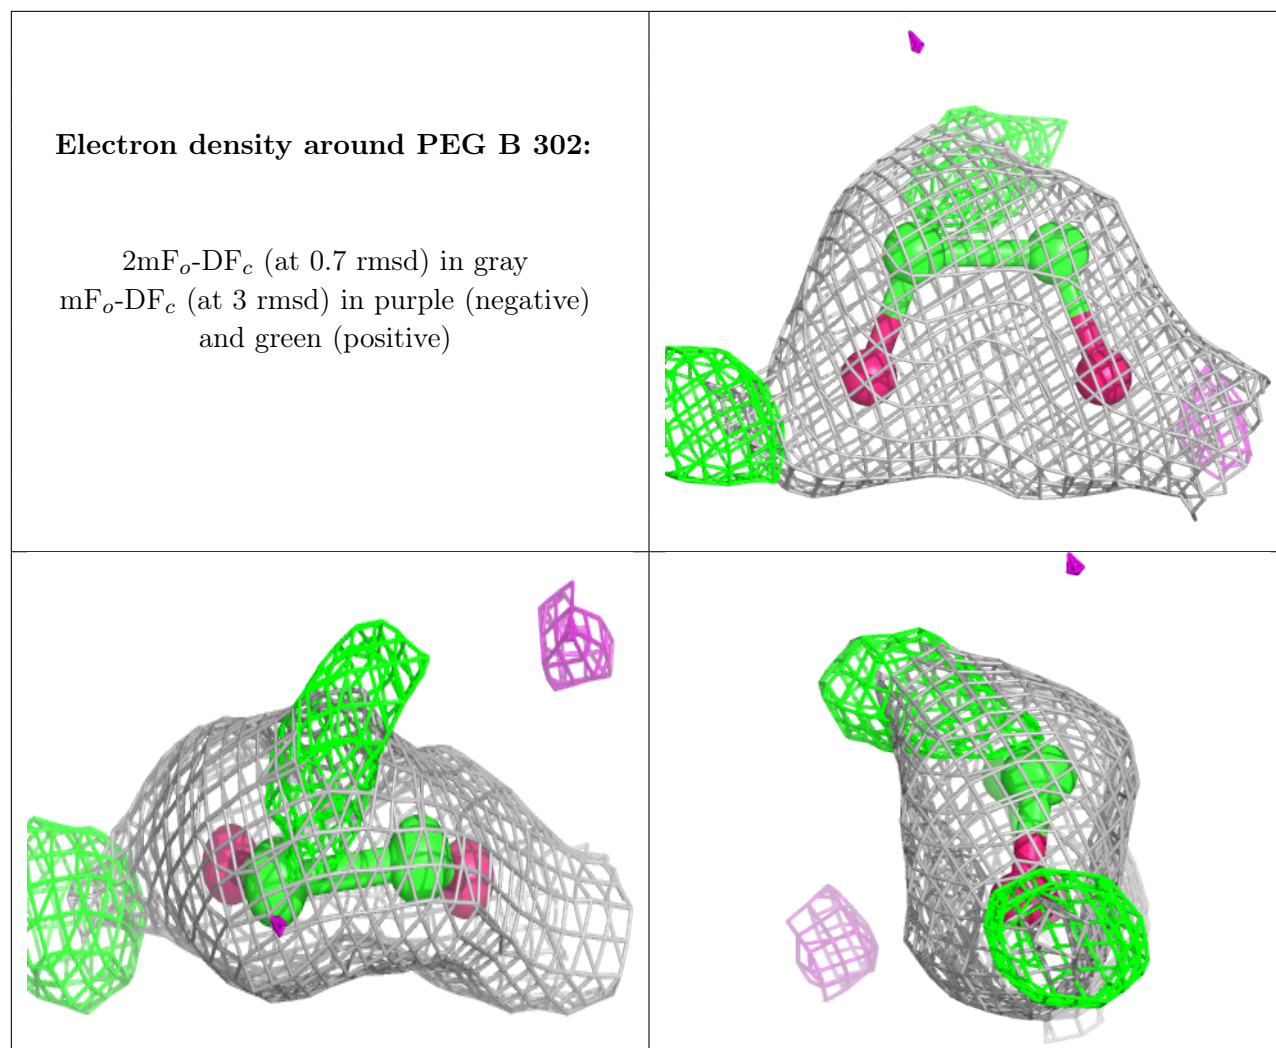 Electron density around PEG B 302:
2mFo-DFc (at 0.7 rmsd) in gray
mFo-DFc (at 3 rmsd) in purple (negative)
and green (positive)